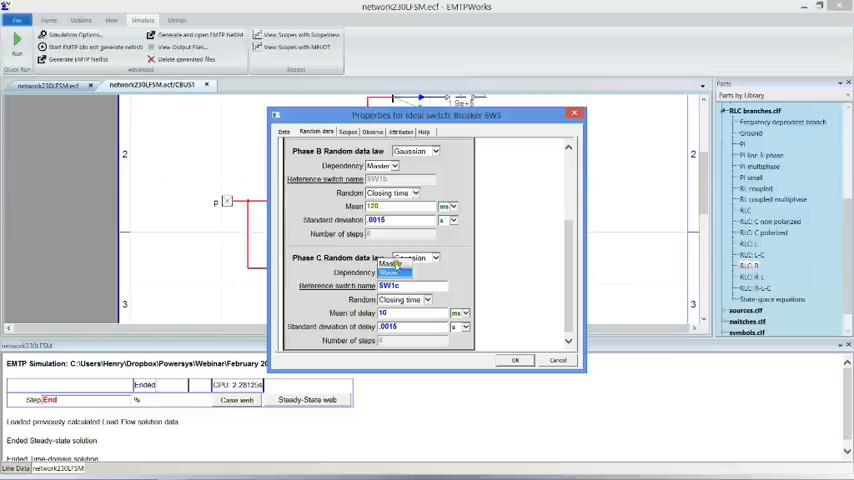 network230LFSM.ecf - EMTPWorks
File Home Options View Simulate Design
Run
Quick Run
Simulation Options...
Start EMTP (do not generate netlist)
Generate EMTP Netlist
Generate and open EMTP Netlist
View Output Files...
Delete generated files
Advanced
View Scopes with ScopeView
View Scopes with MPLOT
Scopes
network230LFSM.ecf
network230LFSM.ecf/CBUS1
1.9e+5
2
2
3
3
p
Properties for Ideal switch: Breaker SW3
Data Random data Scopes Observe Attributes Help
Phase B Random data law Gaussian
Dependency Master
Reference switch name SW1b
Random Closing time
Mean 120 ms
Standard deviation .0015 s
Number of steps 6
Phase C Random data law Gaussian
Master
Dependency Slave
Reference switch name SW1c
Random Closing time
Mean of delay 10 ms
Standard deviation of delay .0015 s
Number of steps 6
OK Cancel
Parts
Parts by Library
RLC branches.clf
Frequency dependent branch
Ground
PI
PI line 3-phase
PI multiphase
PI small
RL coupled
RL coupled multiphase
RLC
RLC: C non polarized
RLC: C polarized
RLC: L
RLC: L-C
RLC: R
RLC: R-C
RLC: R-L
RLC: R-L-C
State-space equations
sources.clf
switches.clf
symbols.clf
network230LFSM
EMTP Simulation: C:\Users\Henry\Dropbox\Powersys\Webinar\February 20
Ended CPU: 2.281256s
Step End % Case web Steady-State web
Loaded previously calculated Load Flow solution data
Ended Steady-state solution
Ended Time-domain solution
Line Data network230LFSM